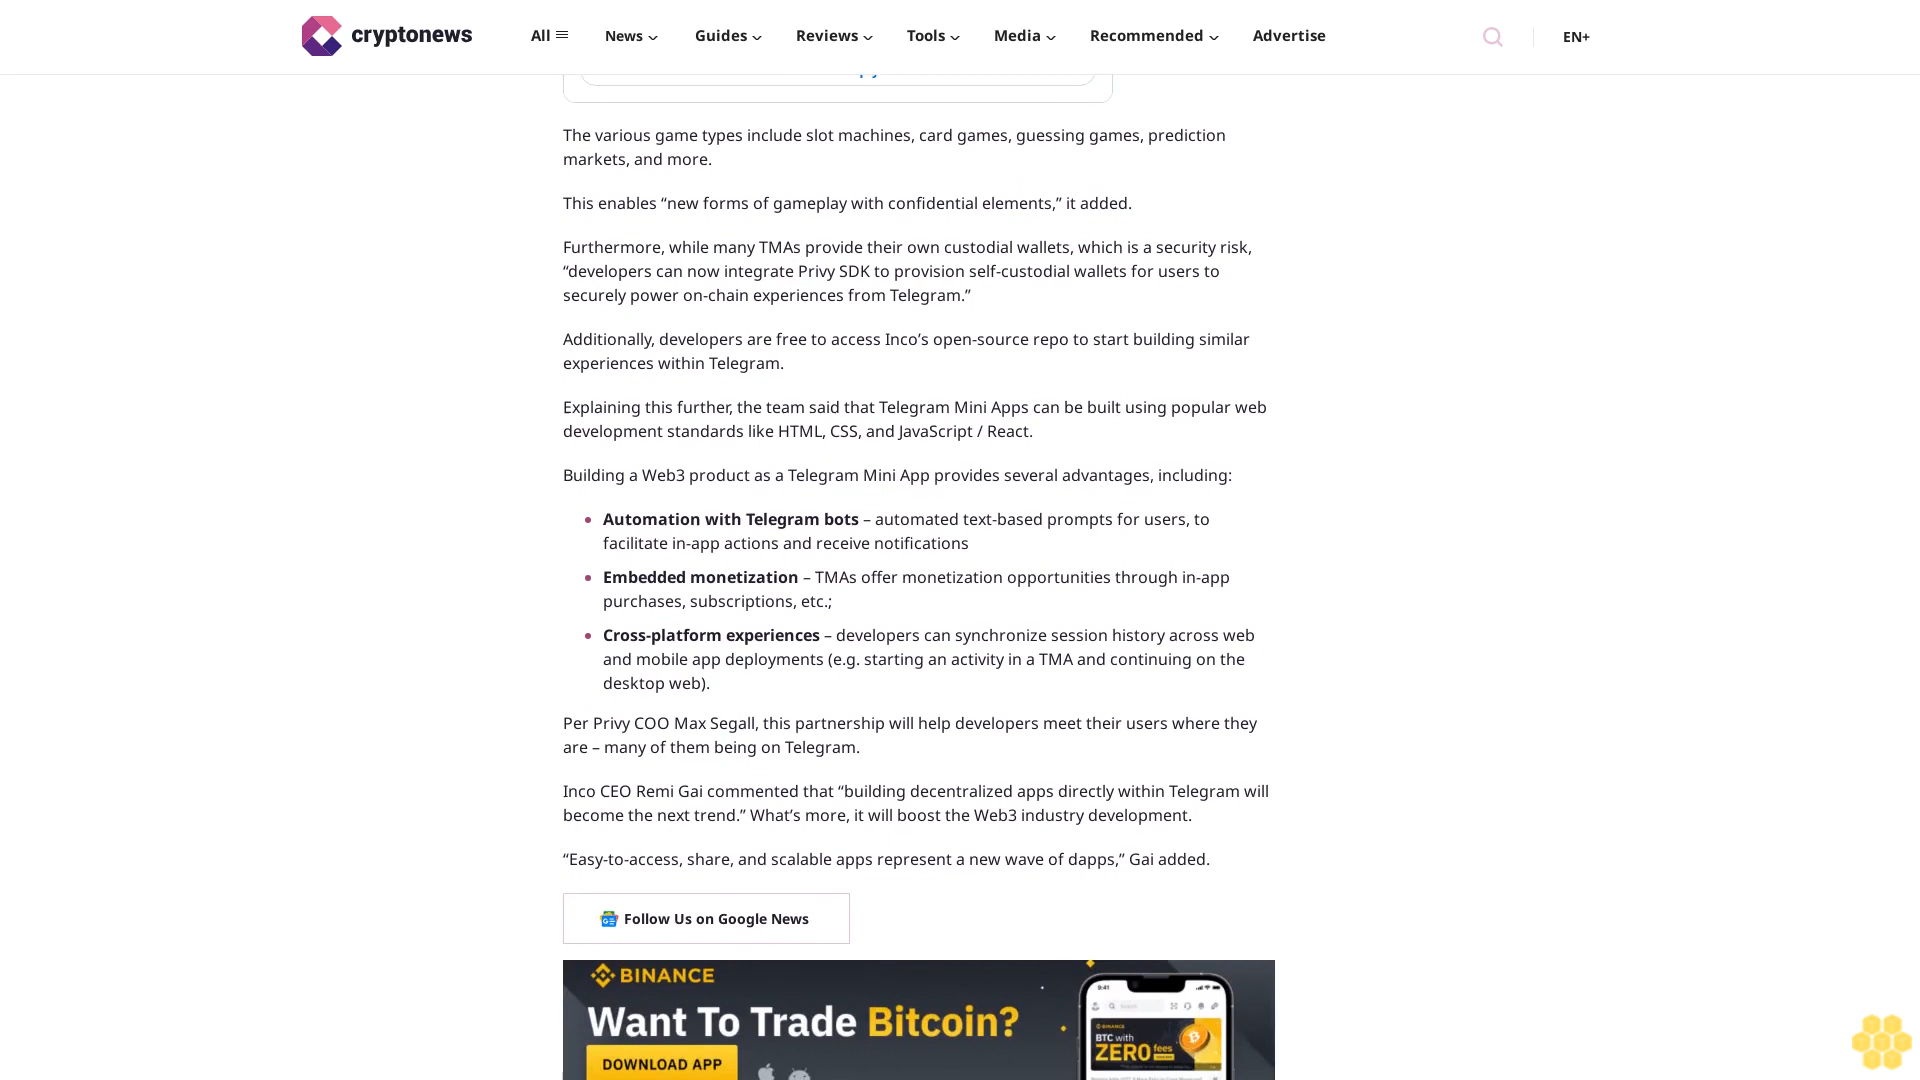 cryptonews
All
News
Guides
Reviews
Tools
Media
Recommended
Advertise
EN+
The various game types include slot machines, card games, guessing games, prediction
markets, and more.
This enables “new forms of gameplay with confidential elements,” it added.
Furthermore, while many TMAs provide their own custodial wallets, which is a security risk,
“developers can now integrate Privy SDK to provision self-custodial wallets for users to
securely power on-chain experiences from Telegram.”
Additionally, developers are free to access Inco’s open-source repo to start building similar
experiences within Telegram.
Explaining this further, the team said that Telegram Mini Apps can be built using popular web
development standards like HTML, CSS, and JavaScript / React.
Building a Web3 product as a Telegram Mini App provides several advantages, including:
Automation with Telegram bots – automated text-based prompts for users, to
facilitate in-app actions and receive notifications
Embedded monetization – TMAs offer monetization opportunities through in-app
purchases, subscriptions, etc.;
Cross-platform experiences – developers can synchronize session history across web
and mobile app deployments (e.g. starting an activity in a TMA and continuing on the
desktop web).
Per Privy COO Max Segall, this partnership will help developers meet their users where they
are – many of them being on Telegram.
Inco CEO Remi Gai commented that “building decentralized apps directly within Telegram will
become the next trend.” What’s more, it will boost the Web3 industry development.
“Easy-to-access, share, and scalable apps represent a new wave of dapps,” Gai added.
Follow Us on Google News
BINANCE
Want To Trade Bitcoin?
DOWNLOAD APP
9:41
Search
BINANCE
BTC with
ZERO fees